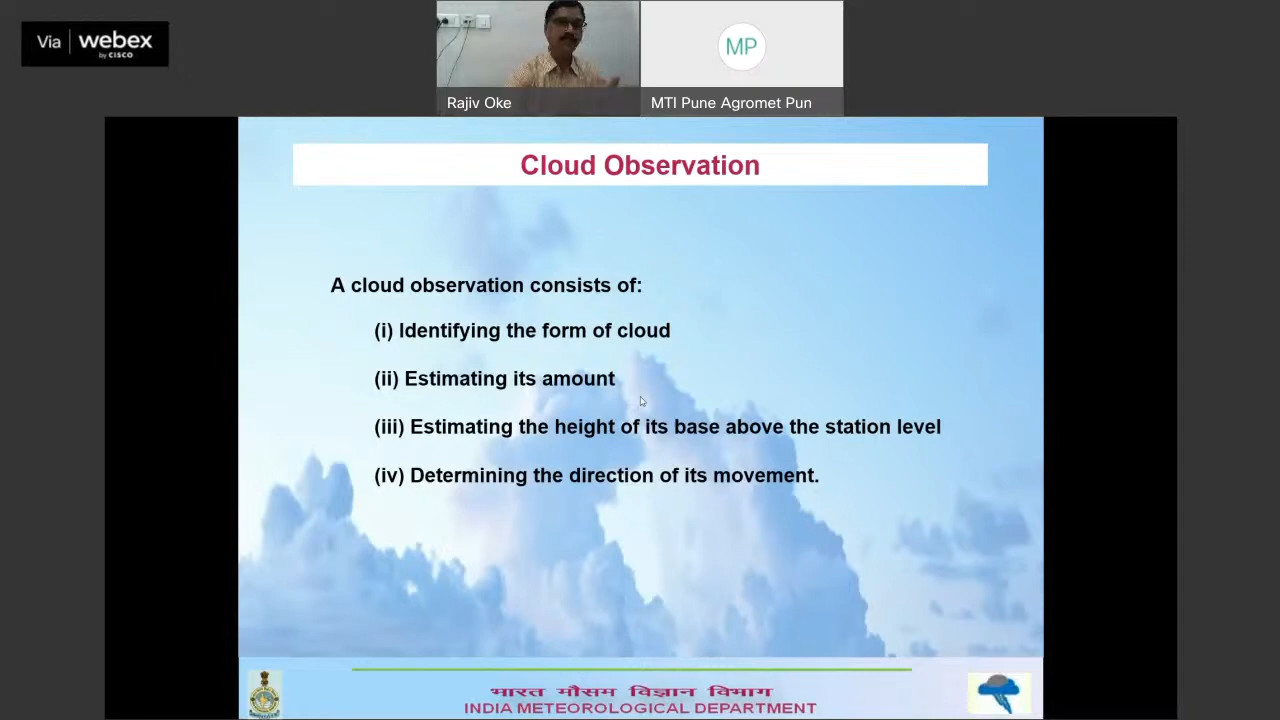 Via webex
by CISCO
MP
Rajiv Oke
MTI Pune Agromet Pun
Cloud Observation
A cloud observation consists of:
(i) Identifying the form of cloud
(ii) Estimating its amount
(iii) Estimating the height of its base above the station level
(iv) Determining the direction of its movement.
भारत मौसम विज्ञान विभाग
INDIA METEOROLOGICAL DEPARTMENT